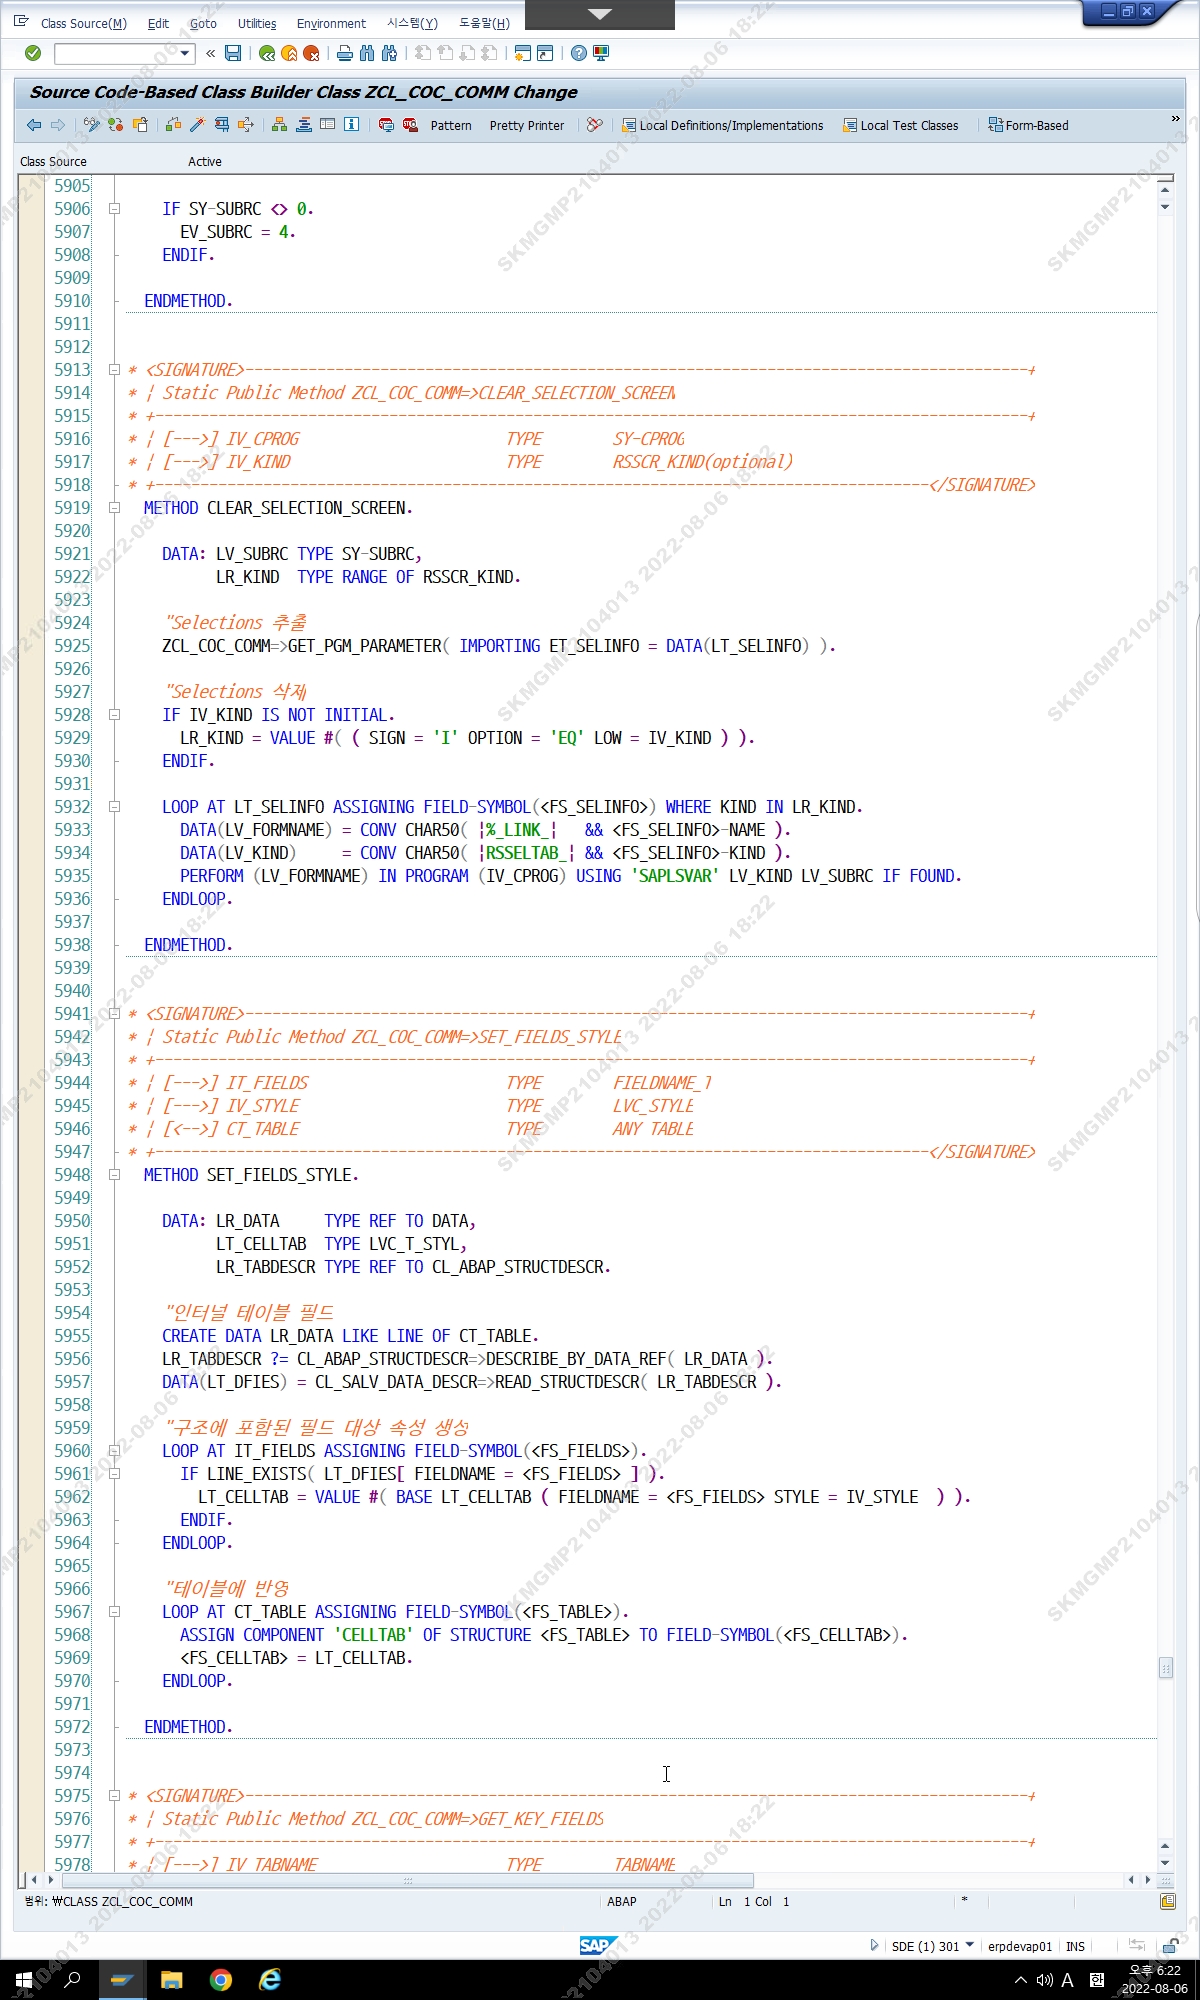 Class Source(M) Edit Goto Utilities Environment 시스템(Y) 도움말(H)
Source Code-Based Class Builder Class ZCL_COC_COMM Change
Pattern Pretty Printer Local Definitions/Implementations Local Test Classes Form-Based
Class Source Active
5905
5906 IF SY-SUBRC <> 0.
5907 EV_SUBRC = 4.
5908 ENDIF.
5909
5910 ENDMETHOD.
5911
5912
5913 * <SIGNATURE>---------------------------------------------------------------------------------------+
5914 * | Static Public Method ZCL_COC_COMM=>CLEAR_SELECTION_SCREEN
5915 * +-------------------------------------------------------------------------------------------------+
5916 * | [--->] IV_CPROG TYPE SY-CPROG
5917 * | [--->] IV_KIND TYPE RSSCR_KIND(optional)
5918 * +--------------------------------------------------------------------------------------</SIGNATURE>
5919 METHOD CLEAR_SELECTION_SCREEN.
5920
5921 DATA: LV_SUBRC TYPE SY-SUBRC,
5922 LR_KIND TYPE RANGE OF RSSCR_KIND.
5923
5924 "Selections 추출
5925 ZCL_COC_COMM=>GET_PGM_PARAMETER( IMPORTING ET_SELINFO = DATA(LT_SELINFO) ).
5926
5927 "Selections 삭제
5928 IF IV_KIND IS NOT INITIAL.
5929 LR_KIND = VALUE #( ( SIGN = 'I' OPTION = 'EQ' LOW = IV_KIND ) ).
5930 ENDIF.
5931
5932 LOOP AT LT_SELINFO ASSIGNING FIELD-SYMBOL(<FS_SELINFO>) WHERE KIND IN LR_KIND.
5933 DATA(LV_FORMNAME) = CONV CHAR50( |%_LINK_| && <FS_SELINFO>-NAME ).
5934 DATA(LV_KIND) = CONV CHAR50( |RSSELTAB_| && <FS_SELINFO>-KIND ).
5935 PERFORM (LV_FORMNAME) IN PROGRAM (IV_CPROG) USING 'SAPLSVAR' LV_KIND LV_SUBRC IF FOUND.
5936 ENDLOOP.
5937
5938 ENDMETHOD.
5939
5940
5941 * <SIGNATURE>---------------------------------------------------------------------------------------+
5942 * | Static Public Method ZCL_COC_COMM=>SET_FIELDS_STYLE
5943 * +-------------------------------------------------------------------------------------------------+
5944 * | [--->] IT_FIELDS TYPE FIELDNAME_T
5945 * | [--->] IV_STYLE TYPE LVC_STYLE
5946 * | [<-->] CT_TABLE TYPE ANY TABLE
5947 * +--------------------------------------------------------------------------------------</SIGNATURE>
5948 METHOD SET_FIELDS_STYLE.
5949
5950 DATA: LR_DATA TYPE REF TO DATA,
5951 LT_CELLTAB TYPE LVC_T_STYL,
5952 LR_TABDESCR TYPE REF TO CL_ABAP_STRUCTDESCR.
5953
5954 "인터널 테이블 필드
5955 CREATE DATA LR_DATA LIKE LINE OF CT_TABLE.
5956 LR_TABDESCR ?= CL_ABAP_STRUCTDESCR=>DESCRIBE_BY_DATA_REF( LR_DATA ).
5957 DATA(LT_DFIES) = CL_SALV_DATA_DESCR=>READ_STRUCTDESCR( LR_TABDESCR ).
5958
5959 "구조에 포함된 필드 대상 속성 생성
5960 LOOP AT IT_FIELDS ASSIGNING FIELD-SYMBOL(<FS_FIELDS>).
5961 IF LINE_EXISTS( LT_DFIES[ FIELDNAME = <FS_FIELDS> ] ).
5962 LT_CELLTAB = VALUE #( BASE LT_CELLTAB ( FIELDNAME = <FS_FIELDS> STYLE = IV_STYLE ) ).
5963 ENDIF.
5964 ENDLOOP.
5965
5966 "테이블에 반영
5967 LOOP AT CT_TABLE ASSIGNING FIELD-SYMBOL(<FS_TABLE>).
5968 ASSIGN COMPONENT 'CELLTAB' OF STRUCTURE <FS_TABLE> TO FIELD-SYMBOL(<FS_CELLTAB>).
5969 <FS_CELLTAB> = LT_CELLTAB.
5970 ENDLOOP.
5971
5972 ENDMETHOD.
5973
5974
5975 * <SIGNATURE>---------------------------------------------------------------------------------------+
5976 * | Static Public Method ZCL_COC_COMM=>GET_KEY_FIELDS
5977 * +-------------------------------------------------------------------------------------------------+
5978 * | [--->] IV_TABNAME TYPE TABNAME
범위: ₩CLASS ZCL_COC_COMM ABAP Ln 1 Col 1 *
SAP SDE (1) 301 erpdevap01 INS
A 한 오후 6:22
2022-08-06
SKMGMP2104013 2022-08-06 18:22